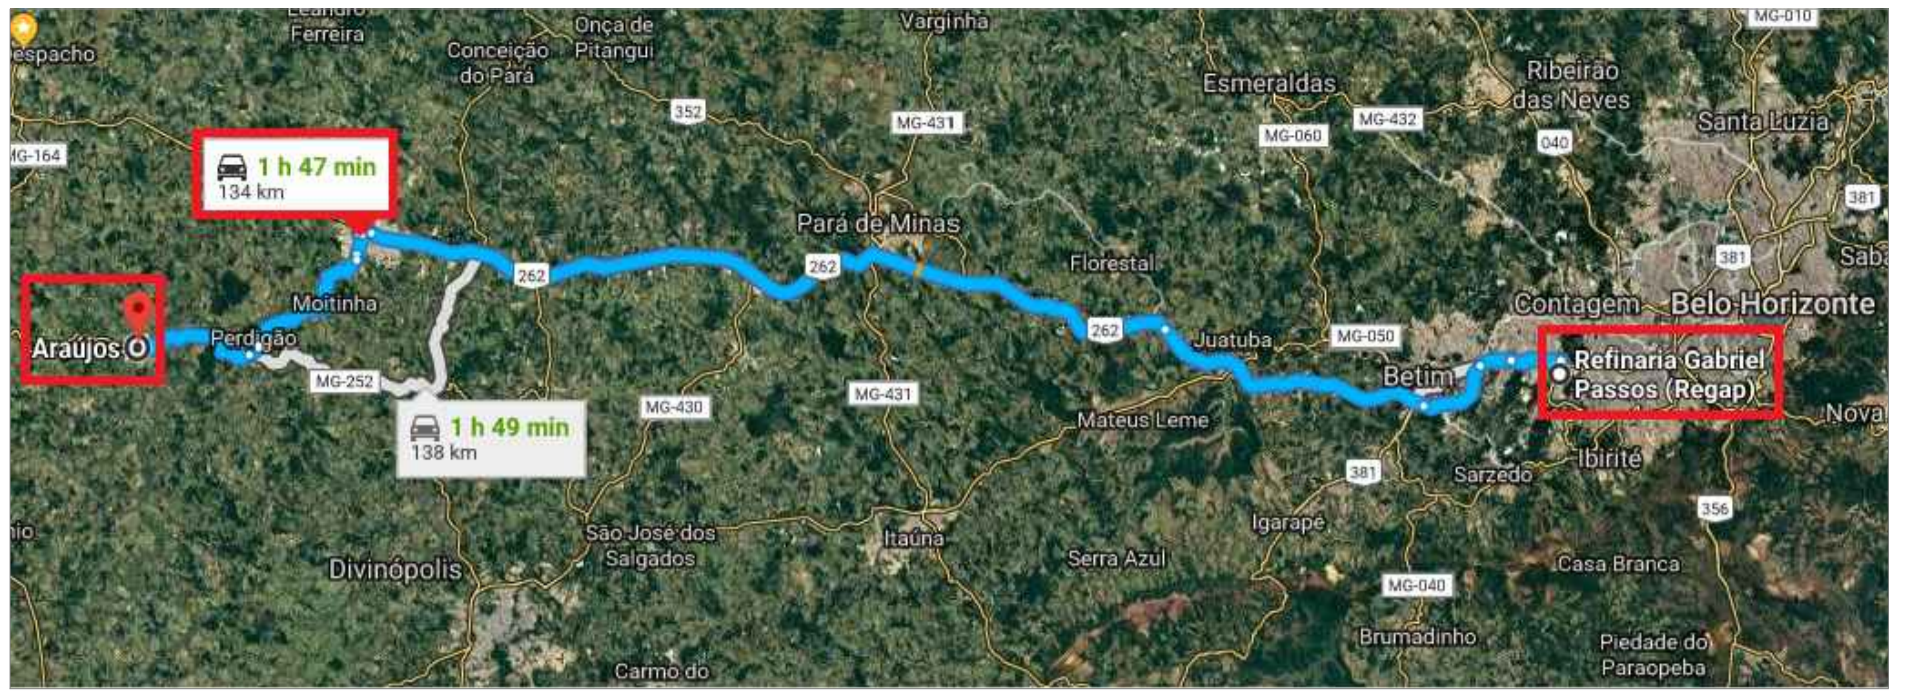 Leandro
Ferreira
Onça de
Pitangui
Varginha
MG-010
espacho
Conceição
do Pará
Esmeraldas
Ribeirão
das Neves
352
MG-431
MG-060
MG-432
040
Santa Luzia
MG-164
1 h 47 min
134 km
381
Pará de Minas
262
262
Florestal
381
Sabá
Moitinha
Contagem
Belo Horizonte
Araújos
Perdigão
262
Juatuba
MG-050
Refinaria Gabriel
Passos (Regap)
MG-252
Betim
MG-430
MG-431
Mateus Leme
Nova
1 h 49 min
138 km
381
Sarzedo
Ibirité
356
nio
São José dos
Salgados
Itaúna
Igarapé
Divinópolis
Serra Azul
Casa Branca
MG-040
Brumadinho
Piedade do
Paraopeba
Carmo do